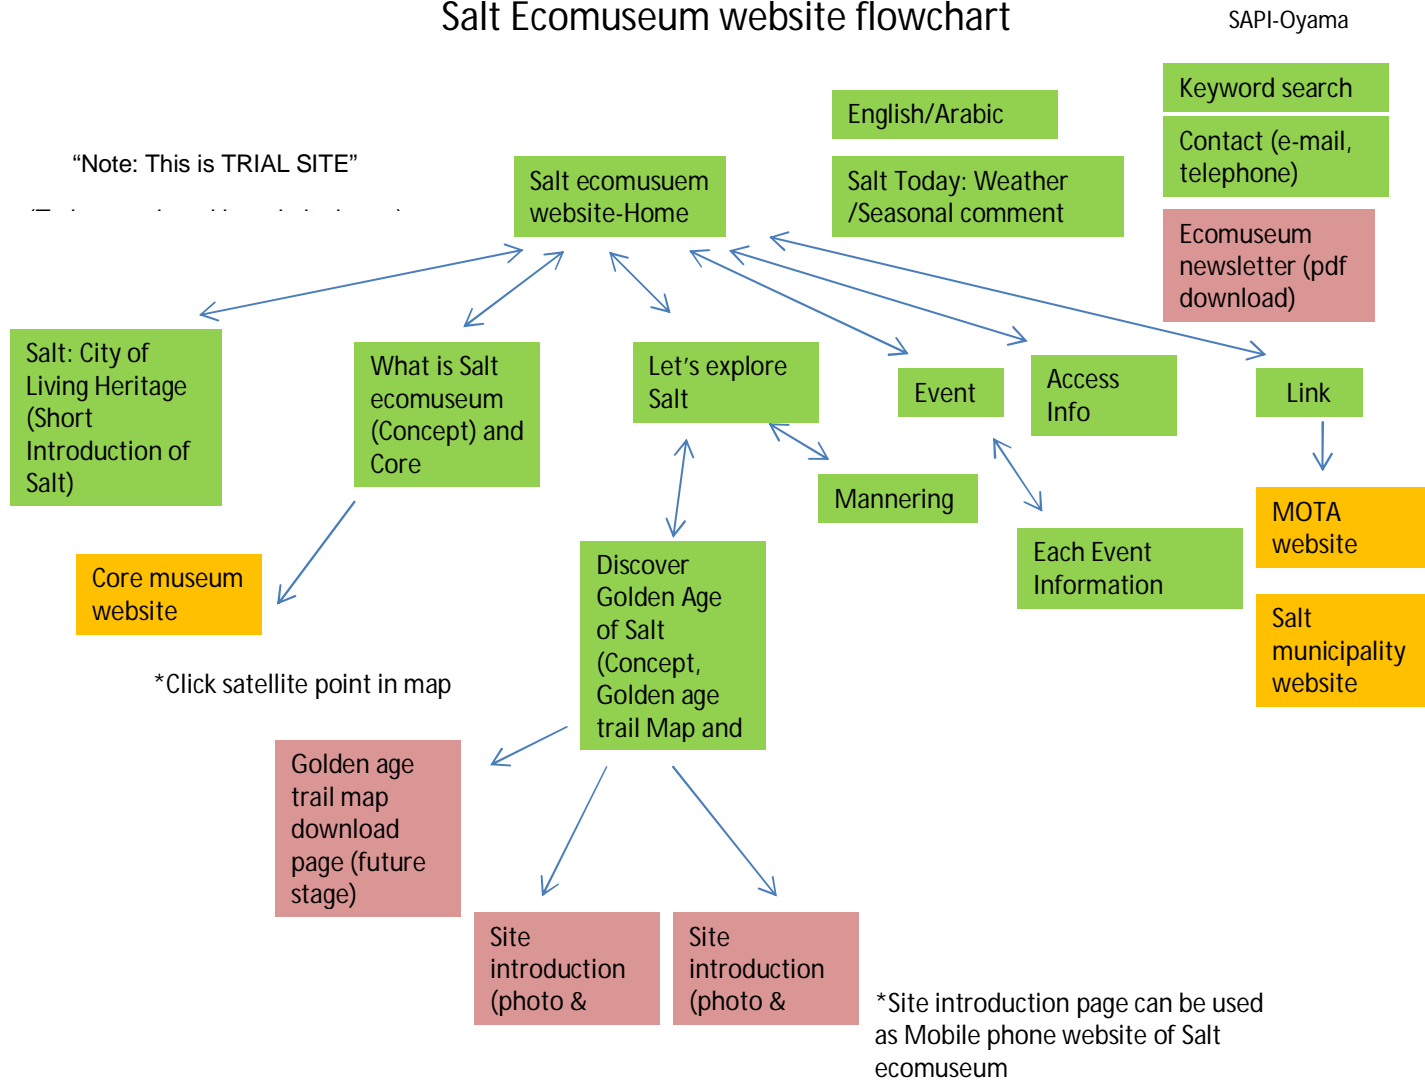 Salt Ecomuseum website flowchart
SAPI-Oyama
Keyword search
English/Arabic
Contact (e-mail,
telephone)
"Note: This is TRIAL SITE"
Salt ecomusuem
website-Home
Salt Today: Weather
/Seasonal comment
Ecomuseum
newsletter (pdf
download)
Salt: City of
Living Heritage
(Short
Introduction of
Salt)
What is Salt
ecomuseum
(Concept) and
Core
Let's explore
Salt
Event
Access
Info
Link
Mannering
MOTA
website
Each Event
Information
Core museum
website
Discover
Golden Age
of Salt
(Concept,
Golden age
trail Map and
Salt
municipality
website
*Click satellite point in map
Golden age
trail map
download
page (future
stage)
Site
introduction
(photo &
Site
introduction
(photo &
*Site introduction page can be used
as Mobile phone website of Salt
ecomuseum